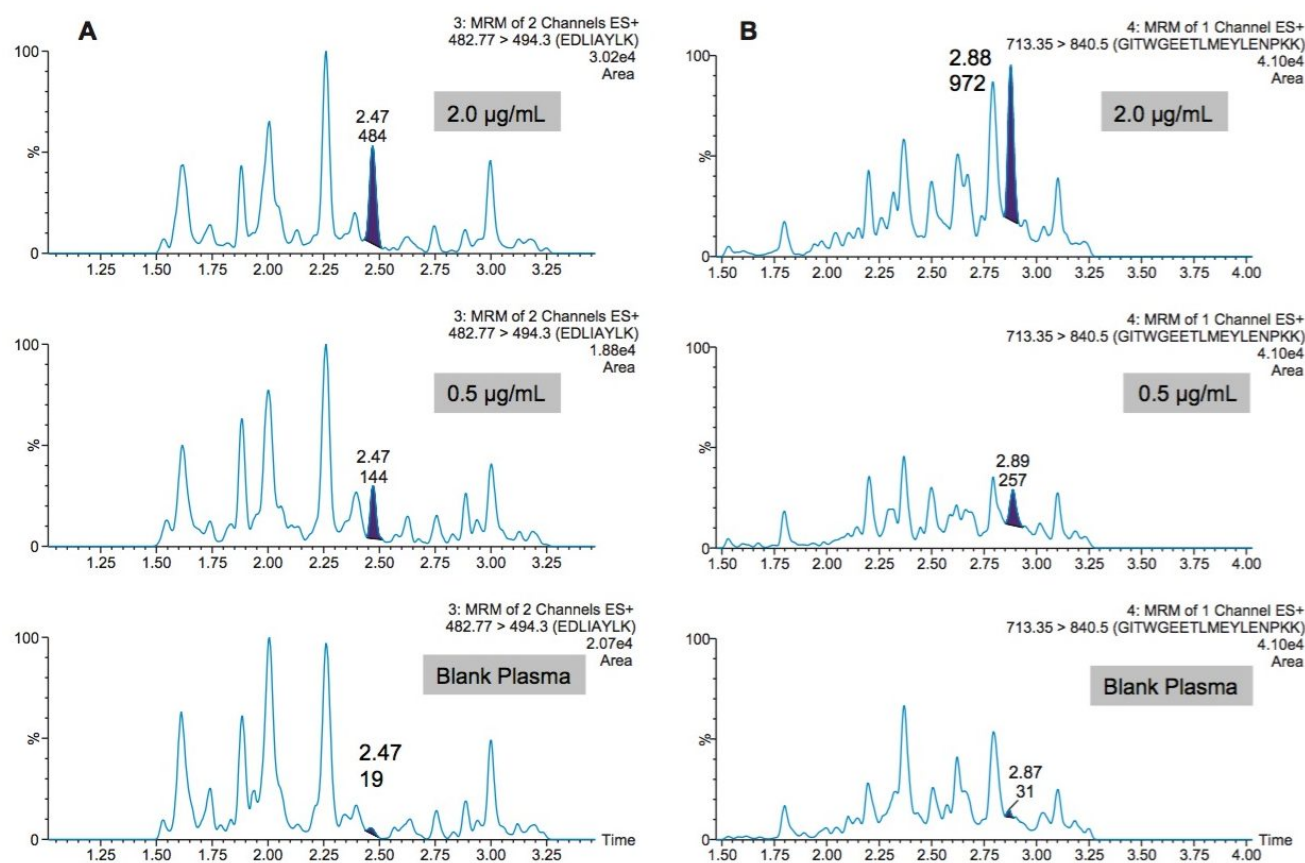 A
3: MRM of 2 Channels ES+
482.77 > 494.3 (EDLIAYLK)
3.02e4
Area
2.0 µg/mL
2.47
484
100
%
0
1.25 1.50 1.75 2.00 2.25 2.50 2.75 3.00 3.25
3: MRM of 2 Channels ES+
482.77 > 494.3 (EDLIAYLK)
1.88e4
Area
0.5 µg/mL
2.47
144
100
%
0
1.25 1.50 1.75 2.00 2.25 2.50 2.75 3.00 3.25
3: MRM of 2 Channels ES+
482.77 > 494.3 (EDLIAYLK)
2.07e4
Area
Blank Plasma
2.47
19
100
%
0
1.25 1.50 1.75 2.00 2.25 2.50 2.75 3.00 3.25
Time
B
4: MRM of 1 Channel ES+
713.35 > 840.5 (GITWGEETLMEYLENPKK)
4.10e4
Area
2.0 µg/mL
2.88
972
100
%
0
1.50 1.75 2.00 2.25 2.50 2.75 3.00 3.25 3.50 3.75 4.00
4: MRM of 1 Channel ES+
713.35 > 840.5 (GITWGEETLMEYLENPKK)
4.10e4
Area
0.5 µg/mL
2.89
257
100
%
0
1.50 1.75 2.00 2.25 2.50 2.75 3.00 3.25 3.50 3.75 4.00
4: MRM of 1 Channel ES+
713.35 > 840.5 (GITWGEETLMEYLENPKK)
4.10e4
Area
Blank Plasma
2.87
31
100
%
0
1.50 1.75 2.00 2.25 2.50 2.75 3.00 3.25 3.50 3.75 4.00
Time